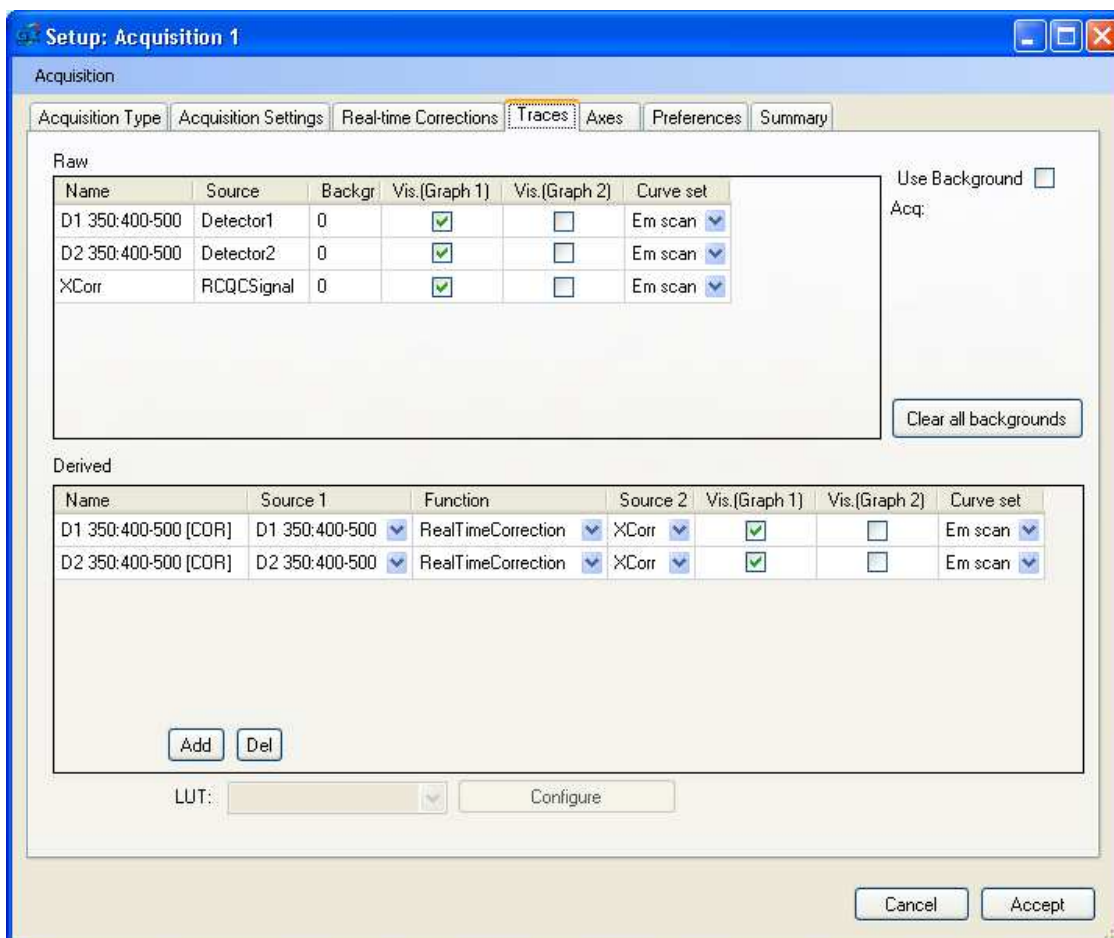 Setup: Acquisition 1
Acquisition
Acquisition Type Acquisition Settings Real-time Corrections Traces Axes Preferences Summary
Raw
Name Source Backgr Vis.(Graph 1) Vis.(Graph 2) Curve set
D1 350:400-500 Detector1 0 Em scan
D2 350:400-500 Detector2 0 Em scan
XCorr RCQCSignal 0 Em scan
Use Background
Acq:
Clear all backgrounds
Derived
Name Source 1 Function Source 2 Vis.(Graph 1) Vis.(Graph 2) Curve set
D1 350:400-500 [COR] D1 350:400-500 RealTimeCorrection XCorr Em scan
D2 350:400-500 [COR] D2 350:400-500 RealTimeCorrection XCorr Em scan
Add Del
LUT: Configure
Cancel Accept